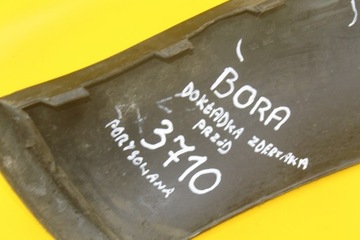 BORA
DOKŁADKA ZDERZAKA
PRZÓD
3710
PORYSOWANA